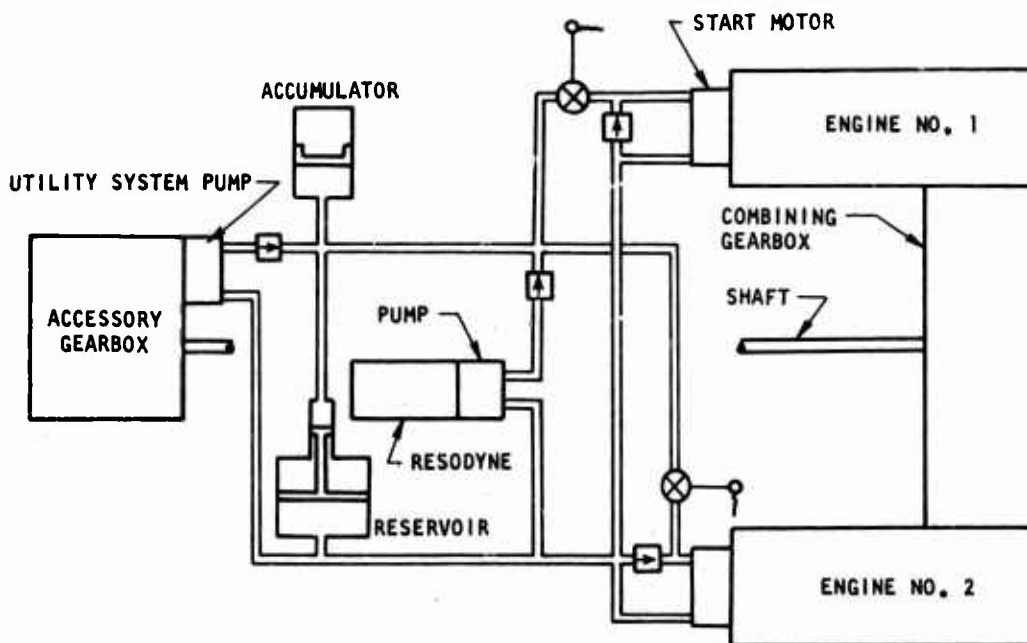 START MOTOR
ACCUMULATOR
ENGINE NO. 1
UTILITY SYSTEM PUMP
COMBINING
GEARBOX
SHAFT
PUMP
ACCESSORY
GEARBOX
RESODYNE
RESERVOIR
ENGINE NO. 2